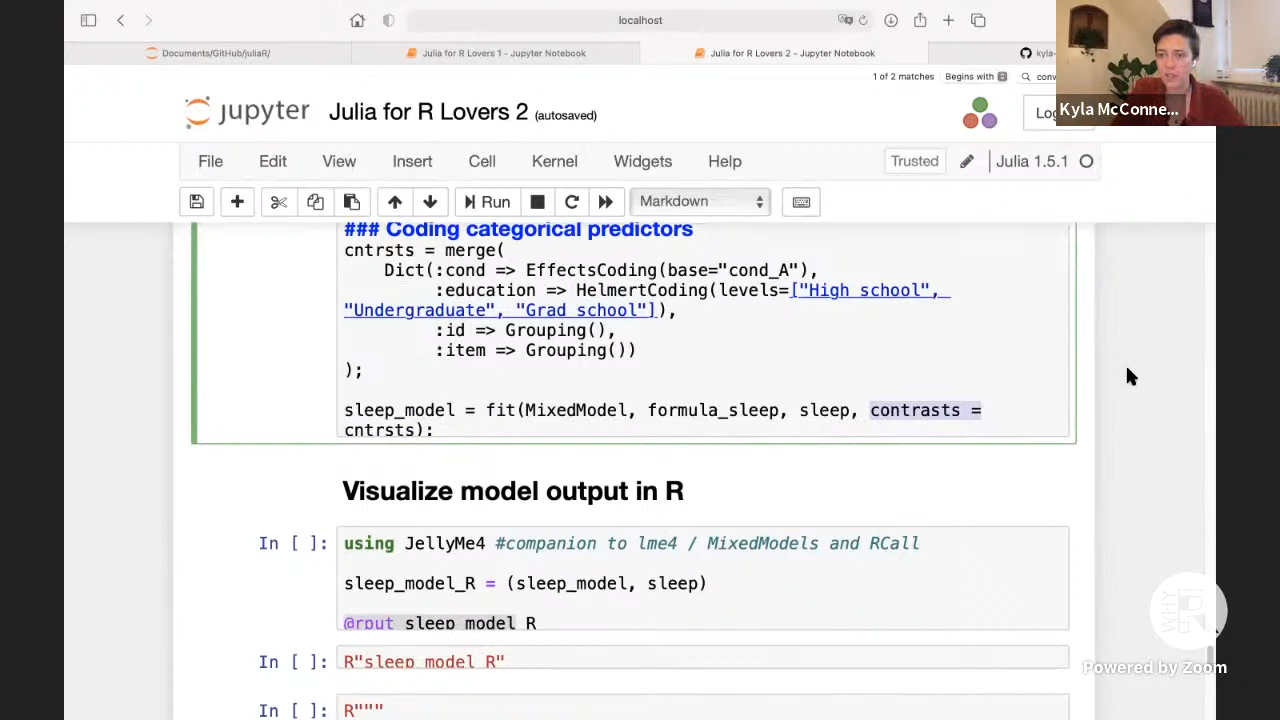 localhost
Documents/GitHub/juliaR/
Julia for R Lovers 1 - Jupyter Notebook
Julia for R Lovers 2 - Jupyter Notebook
kyla-
1 of 2 matches
Begins with
conv
Kyla McConne...
jupyter
Julia for R Lovers 2 (autosaved)
Log
File Edit View Insert Cell Kernel Widgets Help
Trusted
Julia 1.5.1
Run
Markdown
### Coding categorical predictors
cntrsts = merge(
Dict(:cond => EffectsCoding(base="cond_A"),
:education => HelmertCoding(levels=["High school",
"Undergraduate", "Grad school"]),
:id => Grouping(),
:item => Grouping())
);
sleep_model = fit(MixedModel, formula_sleep, sleep, contrasts =
cntrsts);
Visualize model output in R
In [ ]: using JellyMe4 #companion to lme4 / MixedModels and RCall
sleep_model_R = (sleep_model, sleep)
@rput sleep_model_R
In [ ]: R"sleep_model_R"
In [ ]: R"""
WHY R
Powered by Zoom